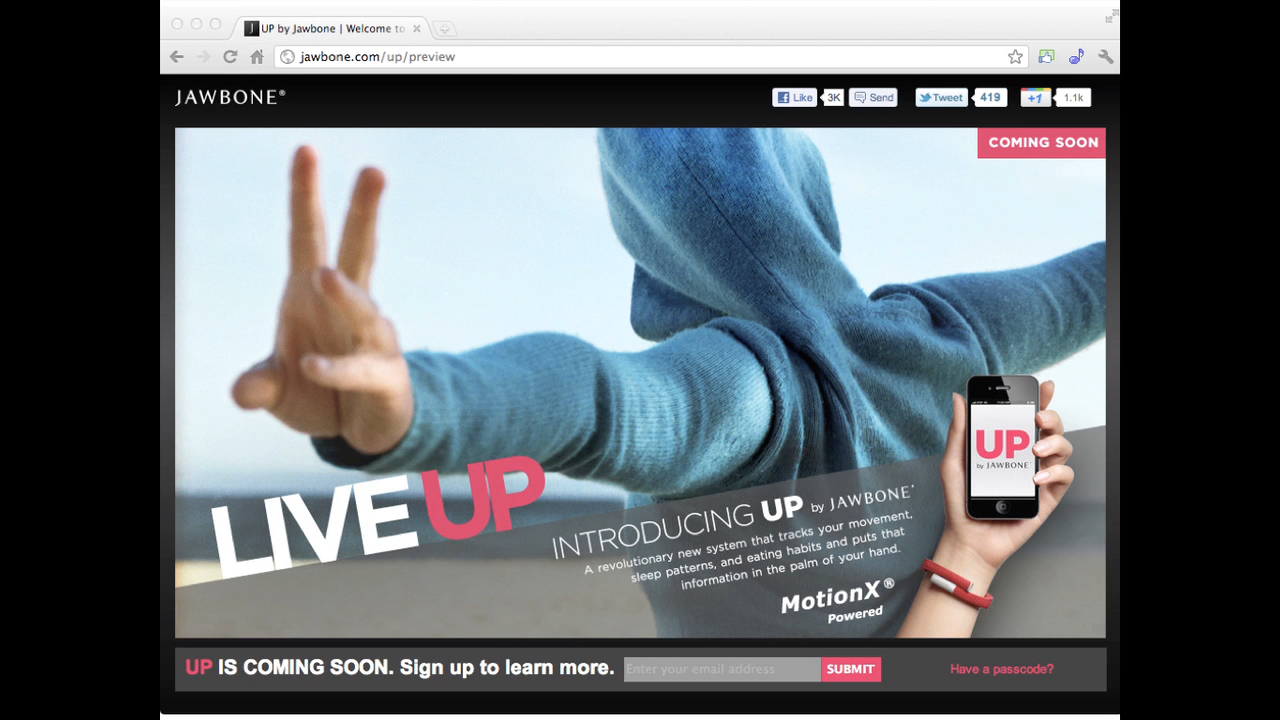 UP by Jawbone | Welcome to
jawbone.com/up/preview
JAWBONE®
Like
3K
Send
Tweet
419
+1
1.1k
COMING SOON
LIVE UP
INTRODUCING UP by JAWBONE®
A revolutionary new system that tracks your movement,
sleep patterns, and eating habits and puts that
information in the palm of your hand.
MotionX®
Powered
UP
by JAWBONE
UP IS COMING SOON. Sign up to learn more.
Enter your email address
SUBMIT
Have a passcode?